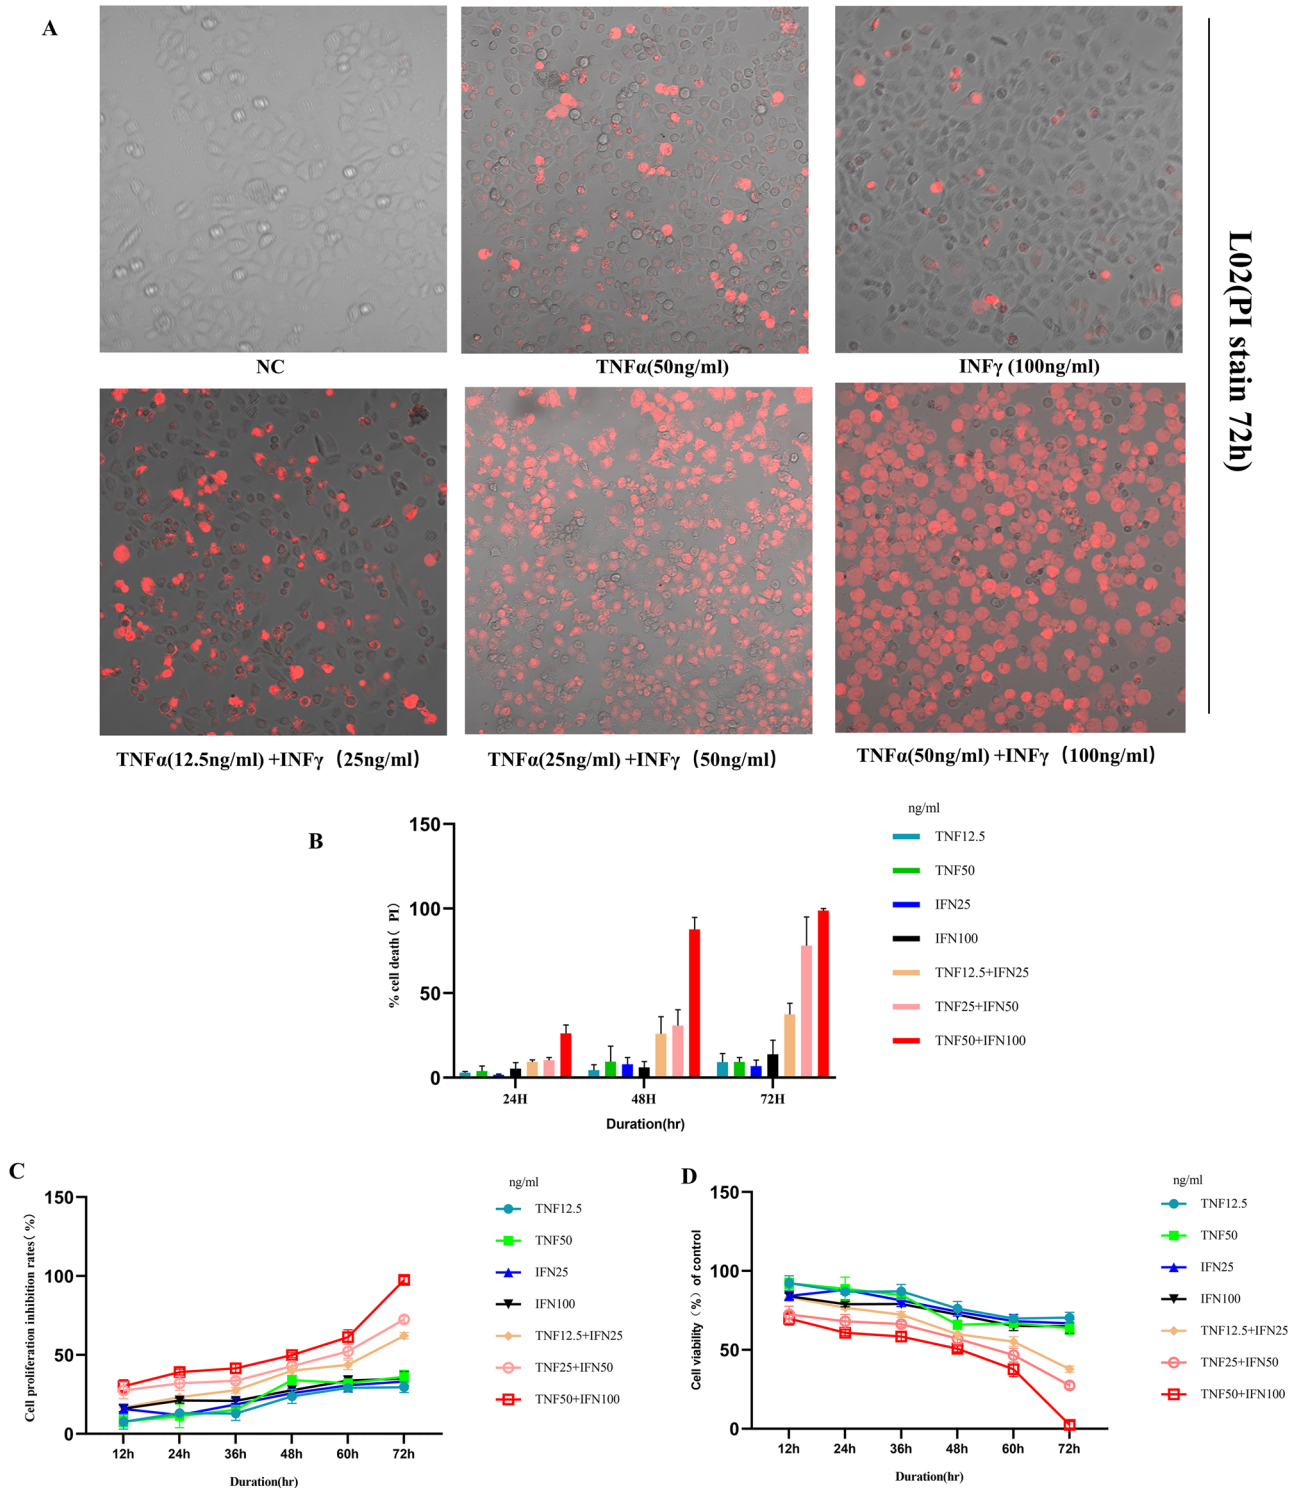 A
NC
TNFα(50ng/ml)
INFγ (100ng/ml)
TNFα(12.5ng/ml) +INFγ（25ng/ml）
TNFα(25ng/ml) +INFγ（50ng/ml）
TNFα(50ng/ml) +INFγ（100ng/ml）
L02(PI stain 72h)
B
150
100
50
0
% cell death( PI)
24H
48H
72H
Duration(hr)
ng/ml
TNF12.5
TNF50
IFN25
IFN100
TNF12.5+IFN25
TNF25+IFN50
TNF50+IFN100
C
150
100
50
0
Cell proliferation inhibition rates( %)
12h
24h
36h
48h
60h
72h
Duration(hr)
ng/ml
TNF12.5
TNF50
IFN25
IFN100
TNF12.5+IFN25
TNF25+IFN50
TNF50+IFN100
D
150
100
50
0
Cell viability（%）of control
12h
24h
36h
48h
60h
72h
Duration(hr)
ng/ml
TNF12.5
TNF50
IFN25
IFN100
TNF12.5+IFN25
TNF25+IFN50
TNF50+IFN100